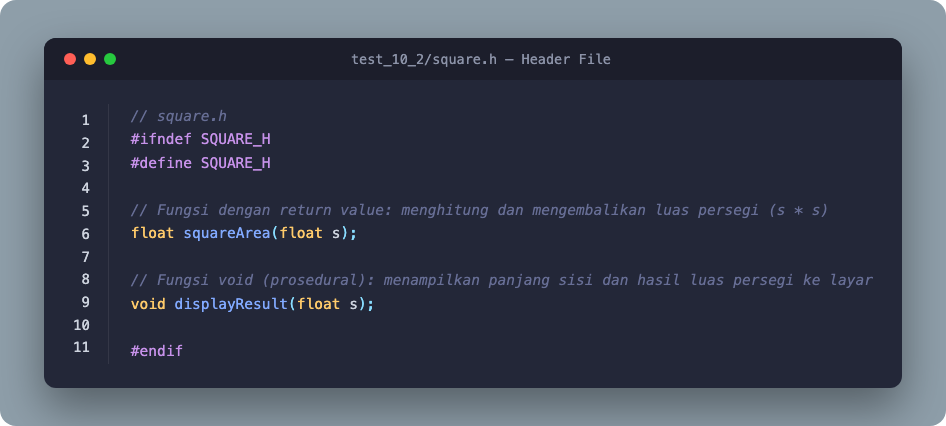 test_10_2/square.h — Header File
1 // square.h
2 #ifndef SQUARE_H
3 #define SQUARE_H
4
5 // Fungsi dengan return value: menghitung dan mengembalikan luas persegi (s * s)
6 float squareArea(float s);
7
8 // Fungsi void (prosedural): menampilkan panjang sisi dan hasil luas persegi ke layar
9 void displayResult(float s);
10
11 #endif